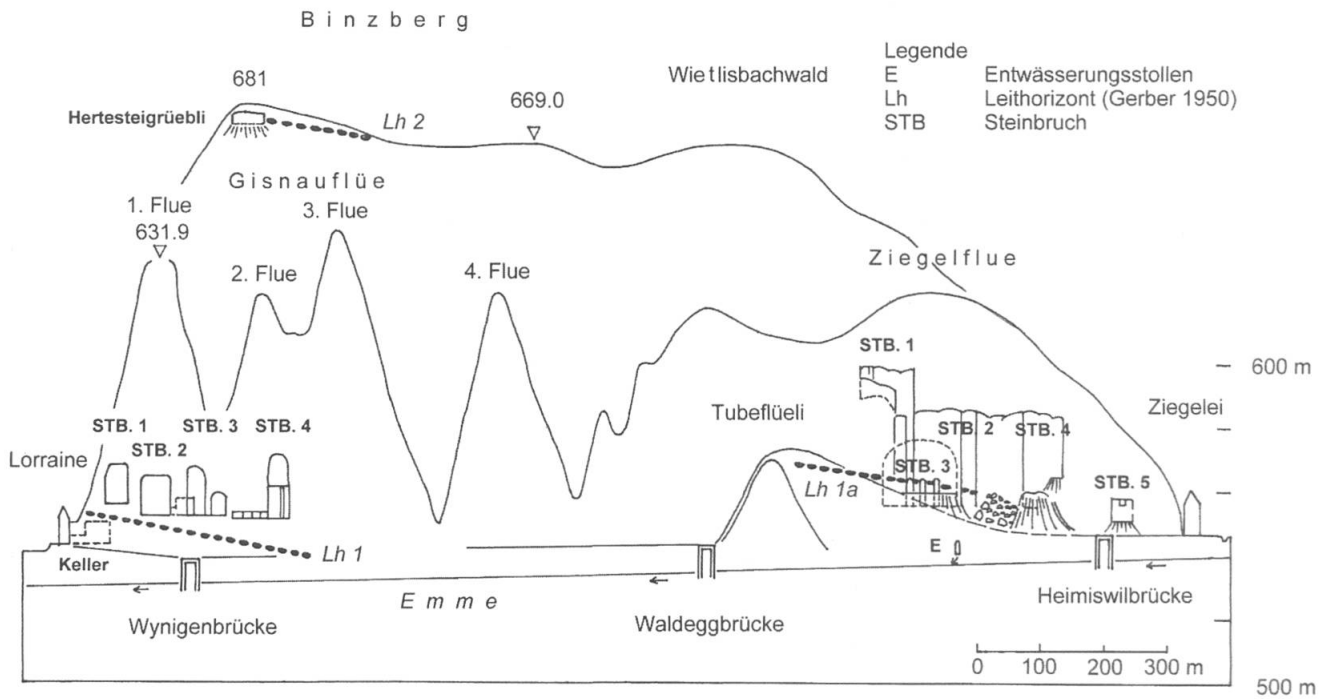 Binzberg
Legende
E Entwässerungsstollen
Lh Leithorizont (Gerber 1950)
STB Steinbruch
Wietlisbachwald
681
669.0
Hertesteigrüebli
Lh 2
Gisnauflüe
1. Flue
631.9
2. Flue
3. Flue
4. Flue
Ziegelflue
STB. 1
600 m
Tubeflüeli
Ziegelei
STB. 1
STB. 2
STB. 3
STB. 4
STB. 2
STB. 4
Lorraine
STB. 3
STB. 5
Lh 1a
Lh 1
Keller
E
Emme
Wynigenbrücke
Waldeggbrücke
Heimiswilbrücke
0 100 200 300 m
500 m